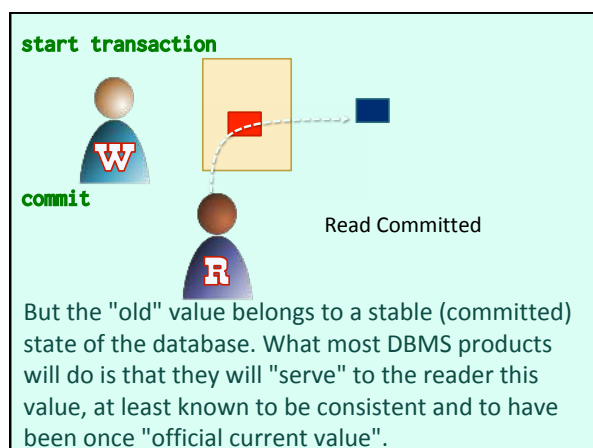 start transaction
W
commit
Read Committed
R
But the "old" value belongs to a stable (committed)
state of the database. What most DBMS products
will do is that they will "serve" to the reader this
value, at least known to be consistent and to have
been once "official current value".